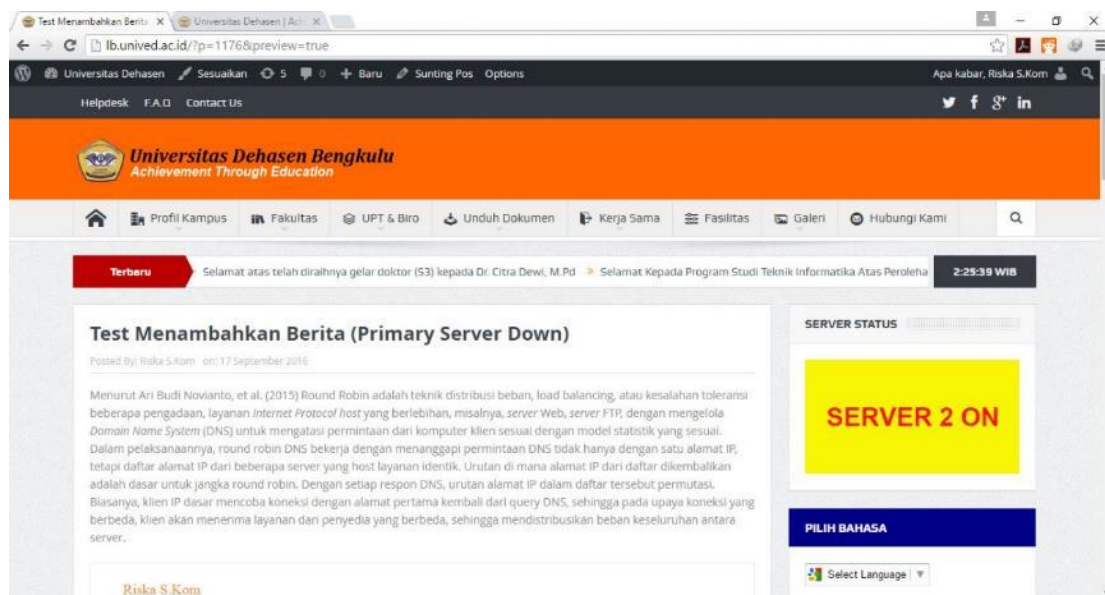 Test Menambahkan Berita
Universitas Dehasen | Ach
lb.unived.ac.id/?p=1176&preview=true
Universitas Dehasen Sesuaikan 5 0 + Baru Sunting Pos Options Apa kabar, Riska S.Kom
Helpdesk F.A.Q Contact Us
Universitas Dehasen Bengkulu
Achievement Through Education
Profil Kampus Fakultas UPT & Biro Unduh Dokumen Kerja Sama Fasilitas Galeri Hubungi Kami
Terbaru Selamat atas telah diraihnya gelar doktor (S3) kepada Dr. Citra Dewi, M.Pd » Selamat Kepada Program Studi Teknik Informatika Atas Peroleha 2:25:39 WIB
Test Menambahkan Berita (Primary Server Down)
Posted By: Riska S.Kom on: 17 September 2016
Menurut Ari Budi Novianto, et al. (2015) Round Robin adalah teknik distribusi beban, load balancing, atau kesalahan toleransi
beberapa pengadaan, layanan Internet Protocol host yang berlebihan, misalnya, server Web, server FTP, dengan mengelola
Domain Name System (DNS) untuk mengatasi permintaan dari komputer klien sesuai dengan model statistik yang sesuai.
Dalam pelaksanaannya, round robin DNS bekerja dengan menanggapi permintaan DNS tidak hanya dengan satu alamat IP,
tetapi daftar alamat IP dari beberapa server yang host layanan identik. Urutan di mana alamat IP dari daftar dikembalikan
adalah dasar untuk jangka round robin. Dengan setiap respon DNS, urutan alamat IP dalam daftar tersebut permutasi.
Biasanya, klien IP dasar mencoba koneksi dengan alamat pertama kembali dari query DNS, sehingga pada upaya koneksi yang
berbeda, klien akan menerima layanan dari penyedia yang berbeda, sehingga mendistribusikan beban keseluruhan antara
server.
Riska S.Kom
SERVER STATUS
SERVER 2 ON
PILIH BAHASA
Select Language